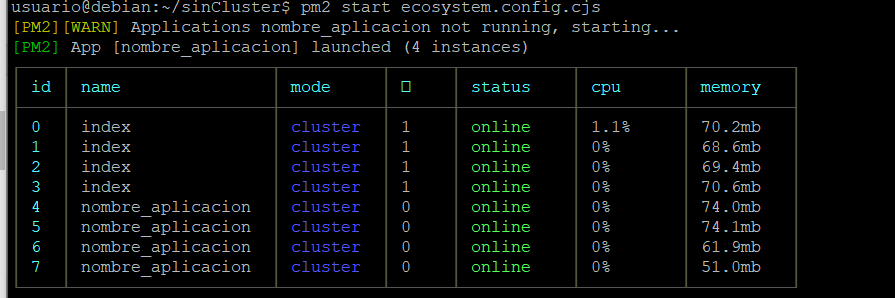 usuario@debian:~/sinCluster$ pm2 start ecosystem.config.cjs
[PM2][WARN] Applications nombre_aplicacion not running, starting...
[PM2] App [nombre_aplicacion] launched (4 instances)
id name mode □ status cpu memory
0 index cluster 1 online 1.1% 70.2mb
1 index cluster 1 online 0% 68.6mb
2 index cluster 1 online 0% 69.4mb
3 index cluster 1 online 0% 70.6mb
4 nombre_aplicacion cluster 0 online 0% 74.0mb
5 nombre_aplicacion cluster 0 online 0% 74.1mb
6 nombre_aplicacion cluster 0 online 0% 61.9mb
7 nombre_aplicacion cluster 0 online 0% 51.0mb